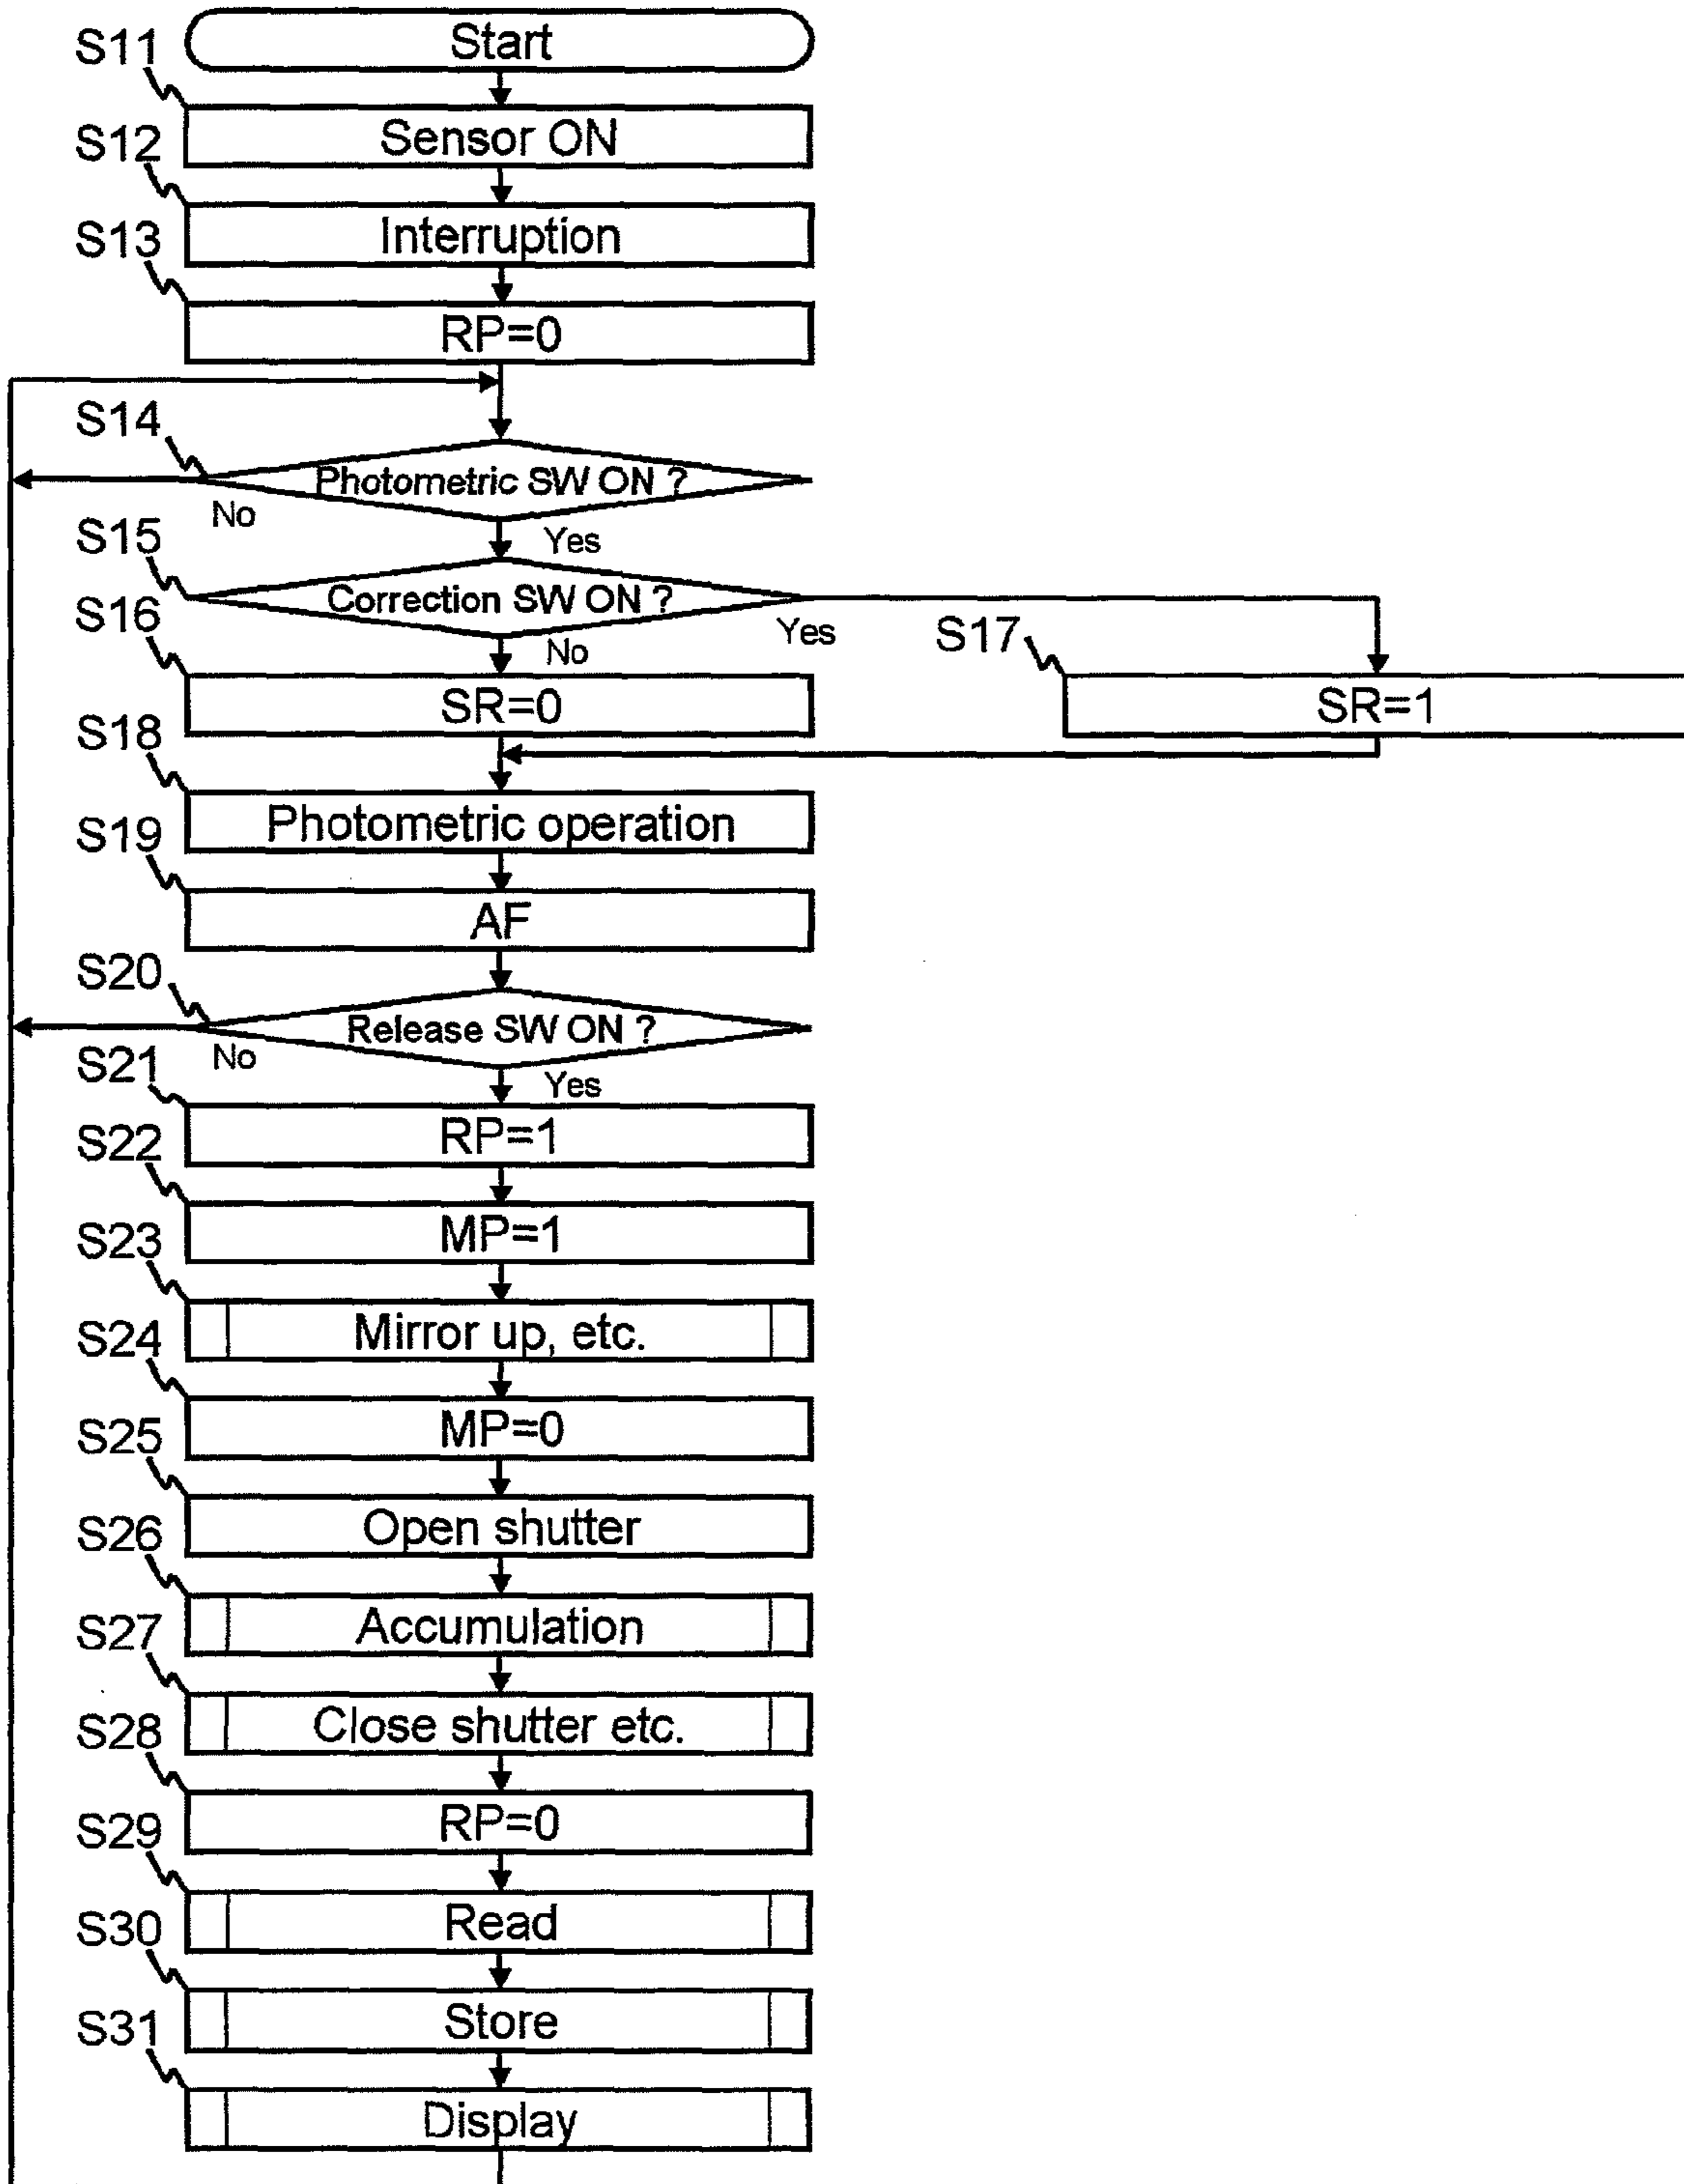 Start
S11
Sensor ON
S12
Interruption
S13
RP=0
S14
Photometric SW ON ?
No
Yes
S15
Correction SW ON ?
Yes
No
S16
SR=0
S17
SR=1
S18
Photometric operation
S19
AF
S20
Release SW ON ?
No
Yes
S21
RP=1
S22
MP=1
S23
Mirror up, etc.
S24
MP=0
S25
Open shutter
S26
Accumulation
S27
Close shutter etc.
S28
RP=0
S29
Read
S30
Store
S31
Display